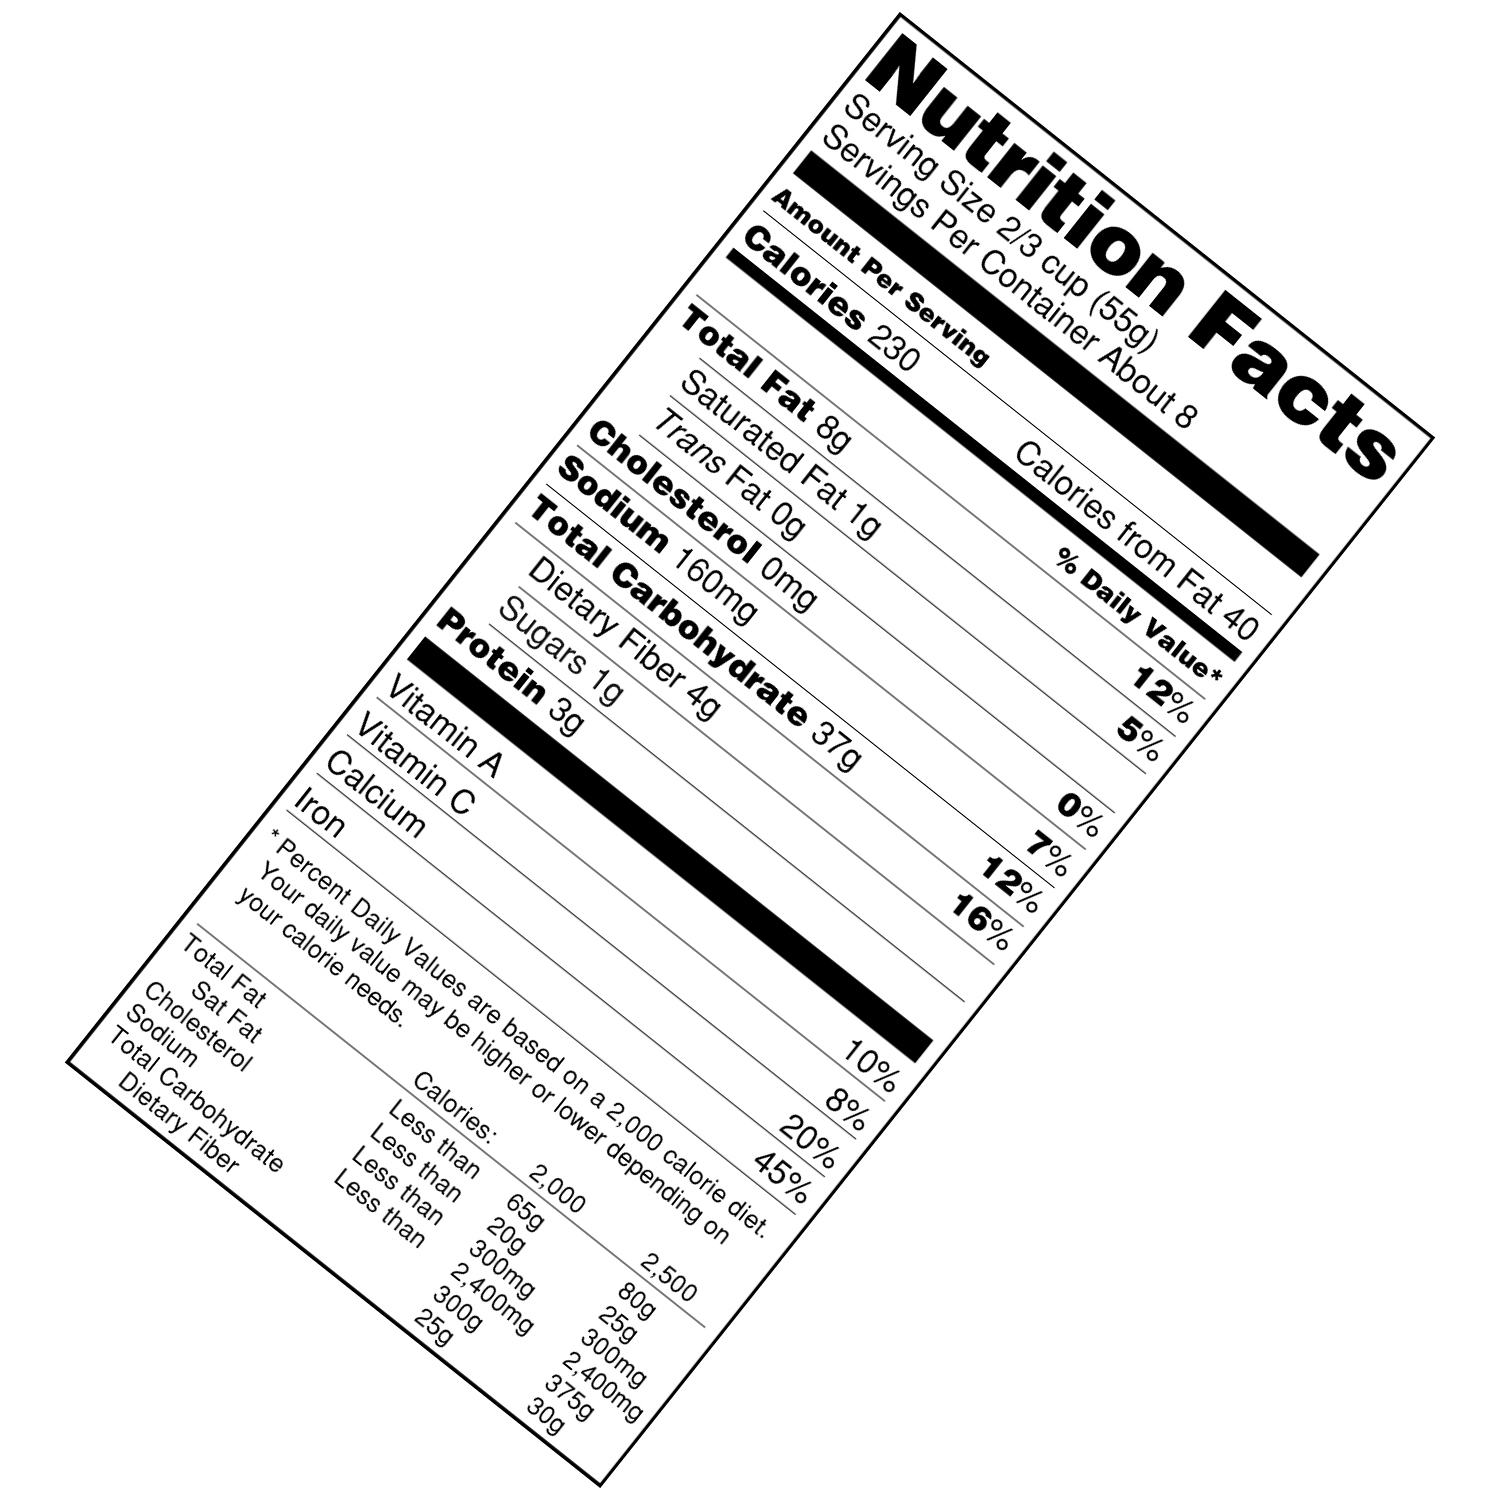 Nutrition Facts
Serving Size 2/3 cup (55g)
Servings Per Container About 8
Amount Per Serving
Calories 230 Calories from Fat 40
% Daily Value*
Total Fat 8g 12%
Saturated Fat 1g 5%
Trans Fat 0g
Cholesterol 0mg 0%
Sodium 160mg 7%
Total Carbohydrate 37g 12%
Dietary Fiber 4g 16%
Sugars 1g
Protein 3g
Vitamin A 10%
Vitamin C 8%
Calcium 20%
Iron 45%
* Percent Daily Values are based on a 2,000 calorie diet.
Your daily value may be higher or lower depending on
your calorie needs.
Calories: 2,000 2,500
Total Fat Less than 65g 80g
Sat Fat Less than 20g 25g
Cholesterol Less than 300mg 300mg
Sodium Less than 2,400mg 2,400mg
Total Carbohydrate 300g 375g
Dietary Fiber 25g 30g